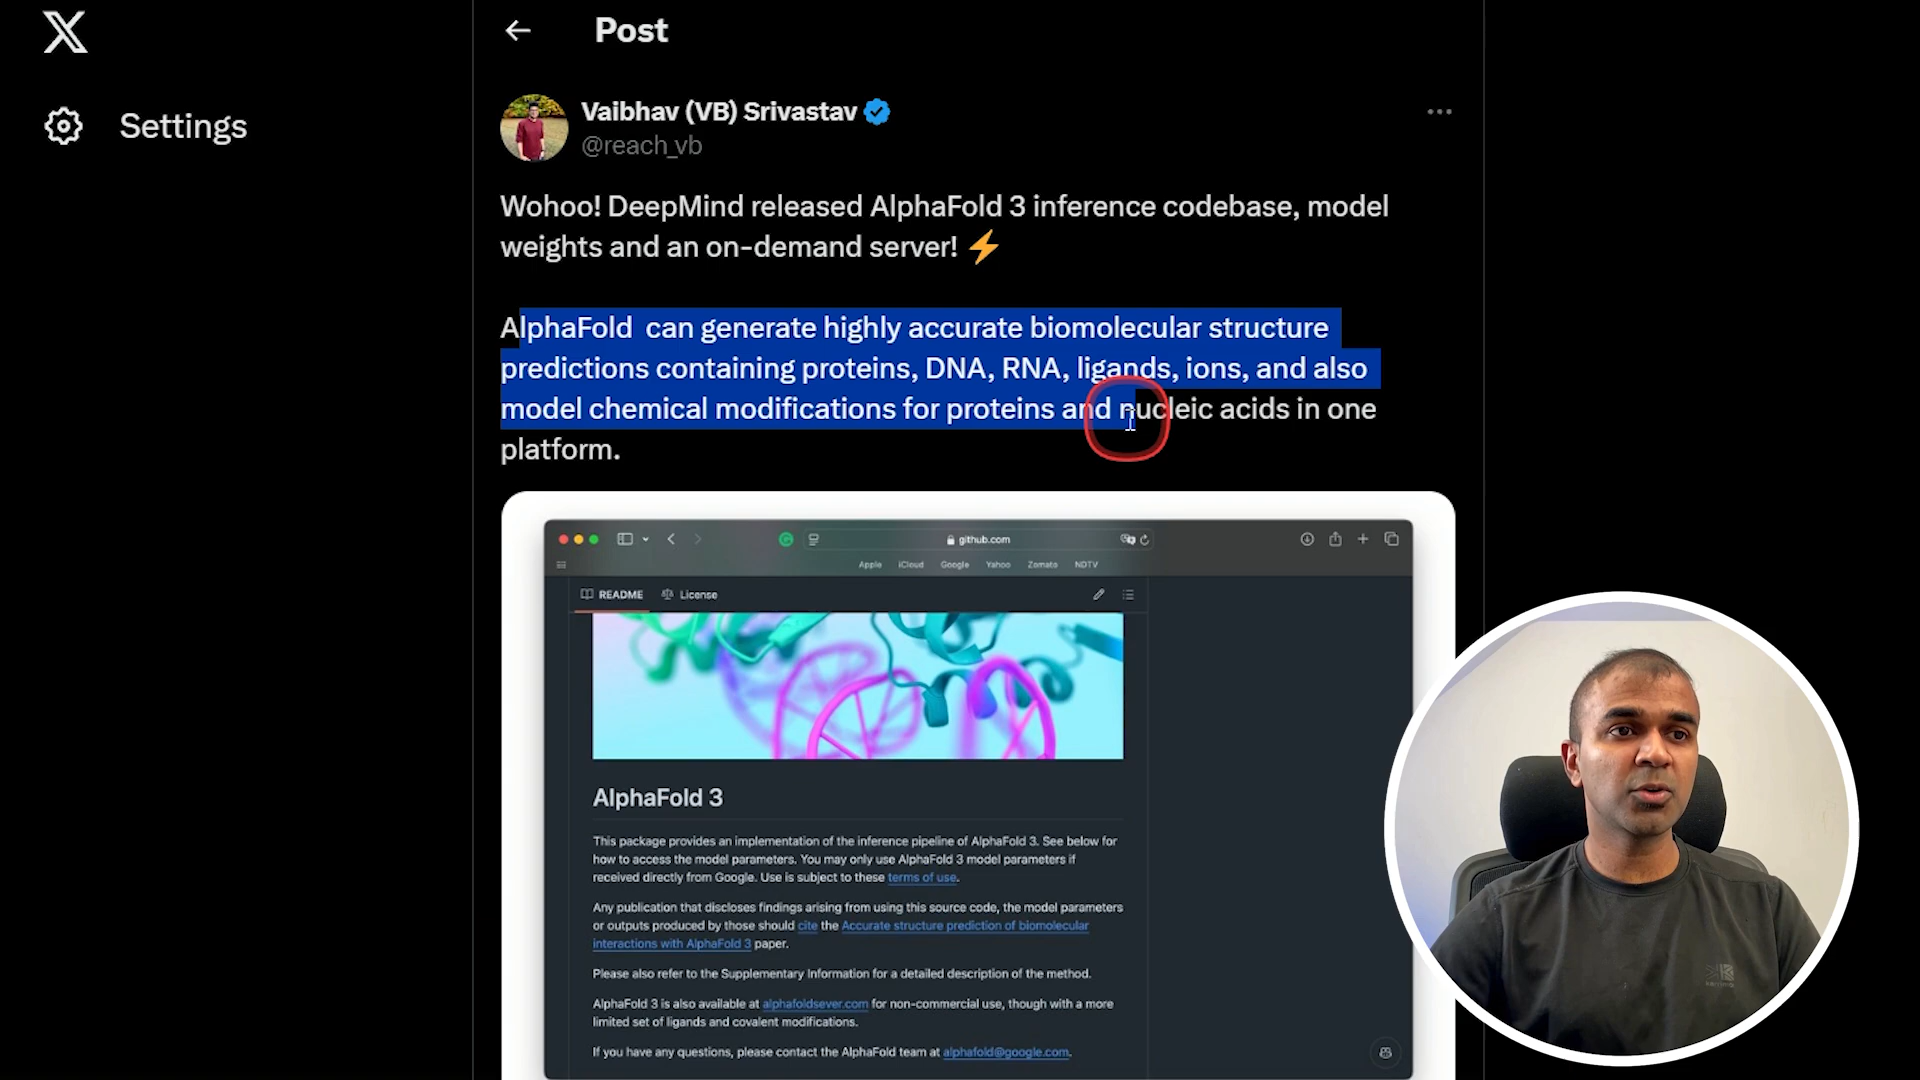 Post
Settings
Vaibhav (VB) Srivastav
@reach_vb
Wohoo! DeepMind released AlphaFold 3 inference codebase, model
weights and an on-demand server! ⚡
AlphaFold can generate highly accurate biomolecular structure
predictions containing proteins, DNA, RNA, ligands, ions, and also
model chemical modifications for proteins and nucleic acids in one
platform.
github.com
Apple iCloud Google Yahoo Zomato NDTV
README License
AlphaFold 3
This package provides an implementation of the inference pipeline of AlphaFold 3. See below for
how to access the model parameters. You may only use AlphaFold 3 model parameters if
received directly from Google. Use is subject to these terms of use.
Any publication that discloses findings arising from using this source code, the model parameters
or outputs produced by those should cite the Accurate structure prediction of biomolecular
interactions with AlphaFold 3 paper.
Please also refer to the Supplementary Information for a detailed description of the method.
AlphaFold 3 is also available at alphafoldsever.com for non-commercial use, though with a more
limited set of ligands and covalent modifications.
If you have any questions, please contact the AlphaFold team at alphafold@google.com.